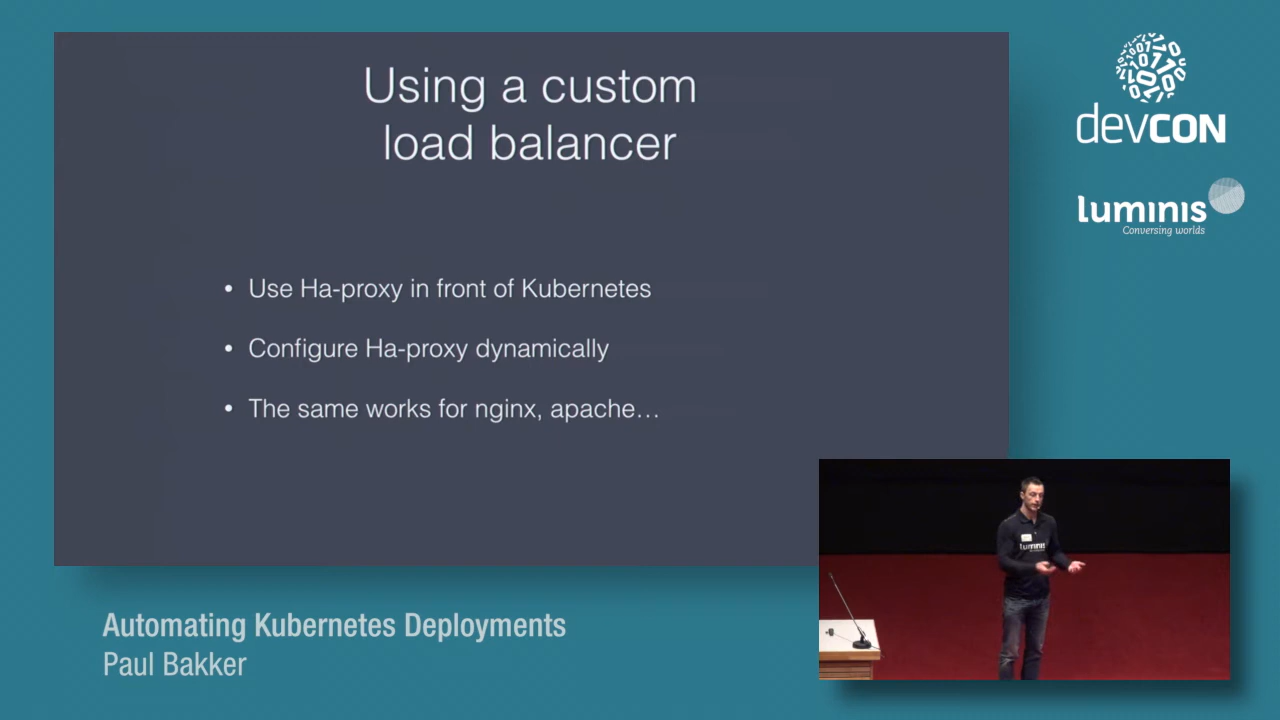 Using a custom
load balancer
• Use Ha-proxy in front of Kubernetes
• Configure Ha-proxy dynamically
• The same works for nginx, apache…
devCON
luminis
Conversing worlds
luminis
Automating Kubernetes Deployments
Paul Bakker